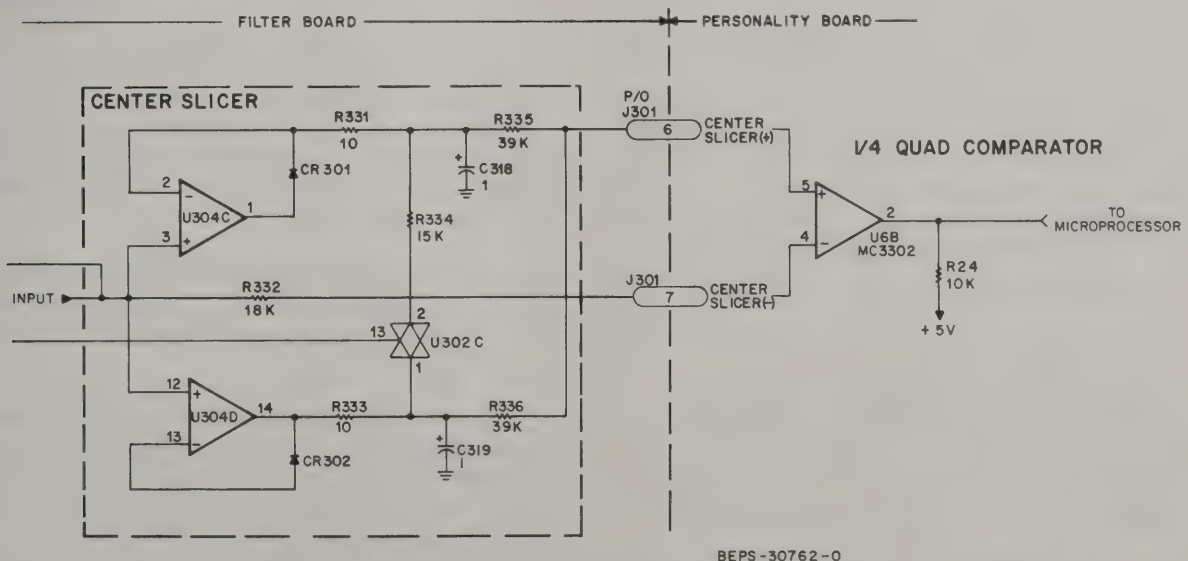 FILTER BOARD
PERSONALITY BOARD
CENTER SLICER
R331
10
R335
39K
P/O
J301
6
CENTER
SLICER(+)
1/4 QUAD COMPARATOR
CR301
+
C318
1
2
-
U304C
1
3
+
R334
15K
5
+
2
4
-
U6B
MC3302
TO
MICROPROCESSOR
R24
10K
+5V
INPUT
R332
18K
J301
7
CENTER
SLICER(-)
2
13
U302C
1
12
+
U304D
14
13
-
R333
10
R336
39K
CR302
+
C319
1
BEPS-30762-O